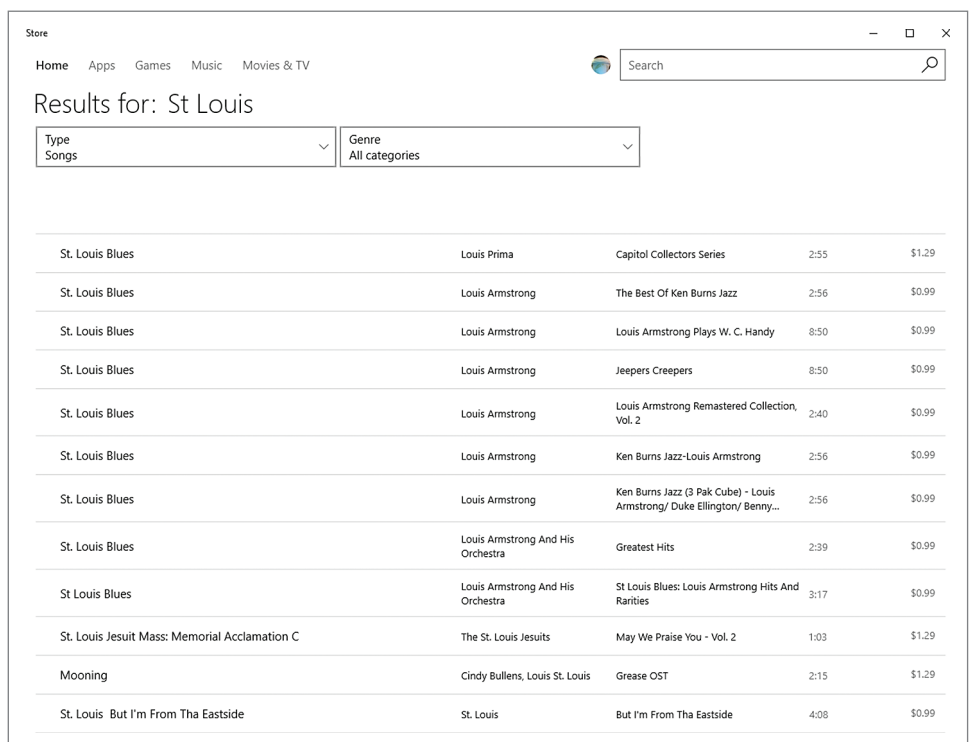 Store
Home Apps Games Music Movies & TV Search
Results for: St Louis
Type Genre
Songs All categories
St. Louis Blues Louis Prima Capitol Collectors Series 2:55 $1.29
St. Louis Blues Louis Armstrong The Best Of Ken Burns Jazz 2:56 $0.99
St. Louis Blues Louis Armstrong Louis Armstrong Plays W. C. Handy 8:50 $0.99
St. Louis Blues Louis Armstrong Jeepers Creepers 8:50 $0.99
St. Louis Blues Louis Armstrong Louis Armstrong Remastered Collection, Vol. 2 2:40 $0.99
St. Louis Blues Louis Armstrong Ken Burns Jazz-Louis Armstrong 2:56 $0.99
St. Louis Blues Louis Armstrong Ken Burns Jazz (3 Pak Cube) - Louis Armstrong/ Duke Ellington/ Benny... 2:56 $0.99
St. Louis Blues Louis Armstrong And His Orchestra Greatest Hits 2:39 $0.99
St Louis Blues Louis Armstrong And His Orchestra St Louis Blues: Louis Armstrong Hits And Rarities 3:17 $0.99
St. Louis Jesuit Mass: Memorial Acclamation C The St. Louis Jesuits May We Praise You - Vol. 2 1:03 $1.29
Mooning Cindy Bullens, Louis St. Louis Grease OST 2:15 $1.29
St. Louis But I'm From Tha Eastside St. Louis But I'm From Tha Eastside 4:08 $0.99